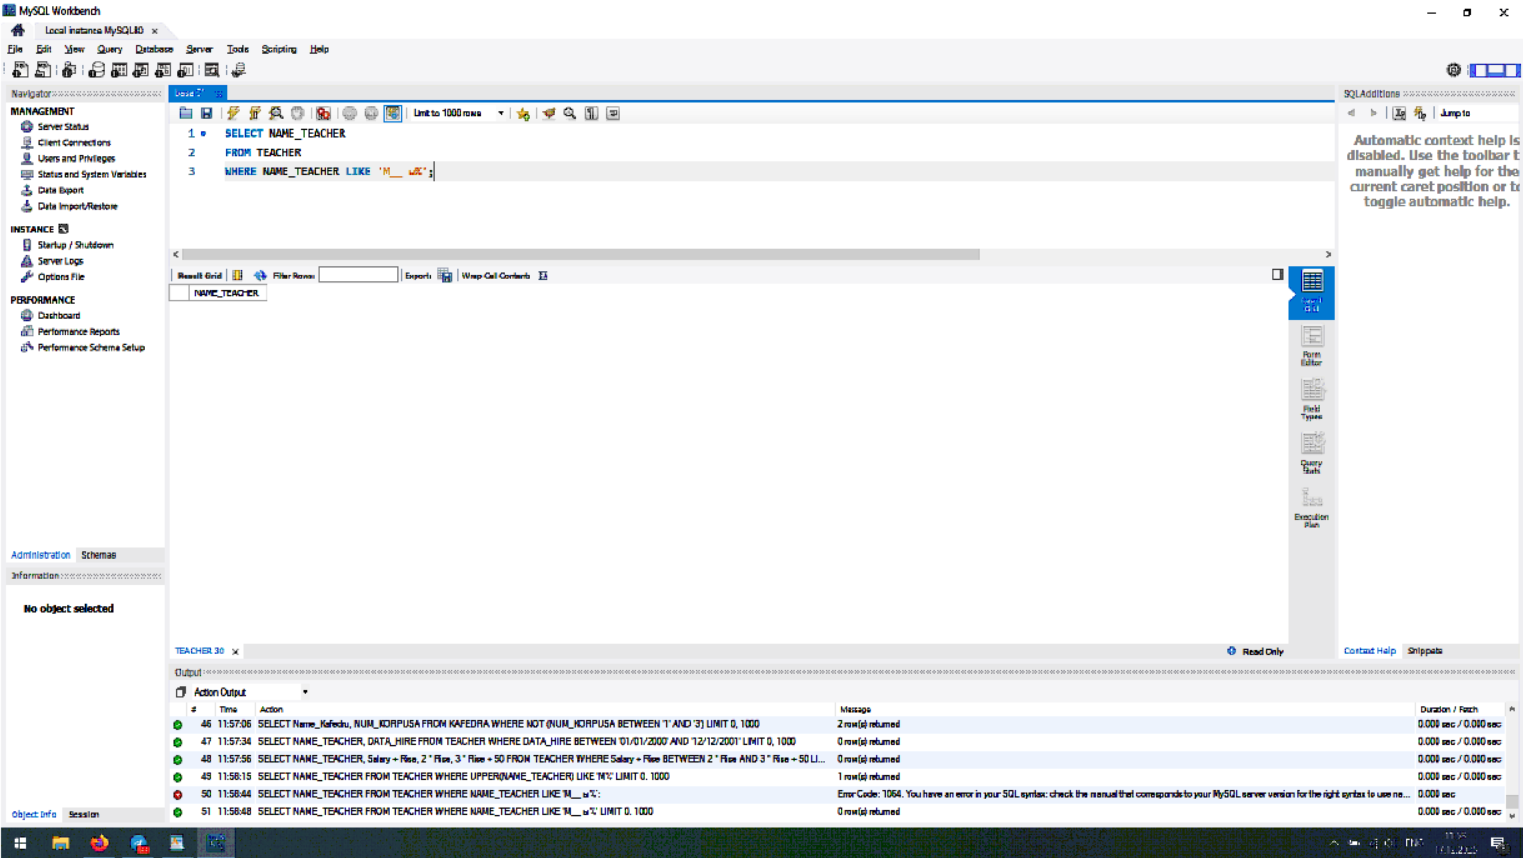 MySQL Workbench
Local instance MySQL80 ×
File Edit View Query Database Server Tools Scripting Help
Navigator
SQLAdditions
MANAGEMENT
Server Status
Client Connections
Users and Privileges
Status and System Variables
Data Export
Data Import/Restore
INSTANCE
Startup / Shutdown
Server Logs
Options File
PERFORMANCE
Dashboard
Performance Reports
Performance Schema Setup
Administration Schemas
Information
No object selected
Object Info Session
Limit to 1000 rows
1 SELECT NAME_TEACHER
2 FROM TEACHER
3 WHERE NAME_TEACHER LIKE 'M__ ы%';
Result Grid Filter Rows: Export: Wrap Cell Content: IA
NAME_TEACHER
Form
Editor
Field
Types
Query
Stats
Execution
Plan
TEACHER 30 × Read Only
Jump to
Automatic context help is
disabled. Use the toolbar t
manually get help for the
current caret position or to
toggle automatic help.
Context Help Snippets
Output
Action Output
# Time Action Message Duration / Fetch
46 11:57:06 SELECT Name_Kafedru, NUM_KORPUSA FROM KAFEDRA WHERE NOT (NUM_KORPUSA BETWEEN '1' AND '3') LIMIT 0, 1000 2 row(s) returned 0.000 sec / 0.000 sec
47 11:57:34 SELECT NAME_TEACHER, DATA_HIRE FROM TEACHER WHERE DATA_HIRE BETWEEN '01/01/2000' AND '12/12/2001' LIMIT 0, 1000 0 row(s) returned 0.000 sec / 0.000 sec
48 11:57:56 SELECT NAME_TEACHER, Salary + Rise, 2 * Rise, 3 * Rise + 50 FROM TEACHER WHERE Salary + Rise BETWEEN 2 * Rise AND 3 * Rise + 50 LI... 0 row(s) returned 0.000 sec / 0.000 sec
49 11:58:15 SELECT NAME_TEACHER FROM TEACHER WHERE UPPER(NAME_TEACHER) LIKE 'M%' LIMIT 0, 1000 1 row(s) returned 0.000 sec / 0.000 sec
50 11:58:44 SELECT NAME_TEACHER FROM TEACHER WHERE NAME_TEACHER LIKE 'M__ ы%'; Error Code: 1064. You have an error in your SQL syntax; check the manual that corresponds to your MySQL server version for the right syntax to use ne... 0.000 sec
51 11:58:48 SELECT NAME_TEACHER FROM TEACHER WHERE NAME_TEACHER LIKE 'M__ ы%' LIMIT 0, 1000 0 row(s) returned 0.000 sec / 0.000 sec